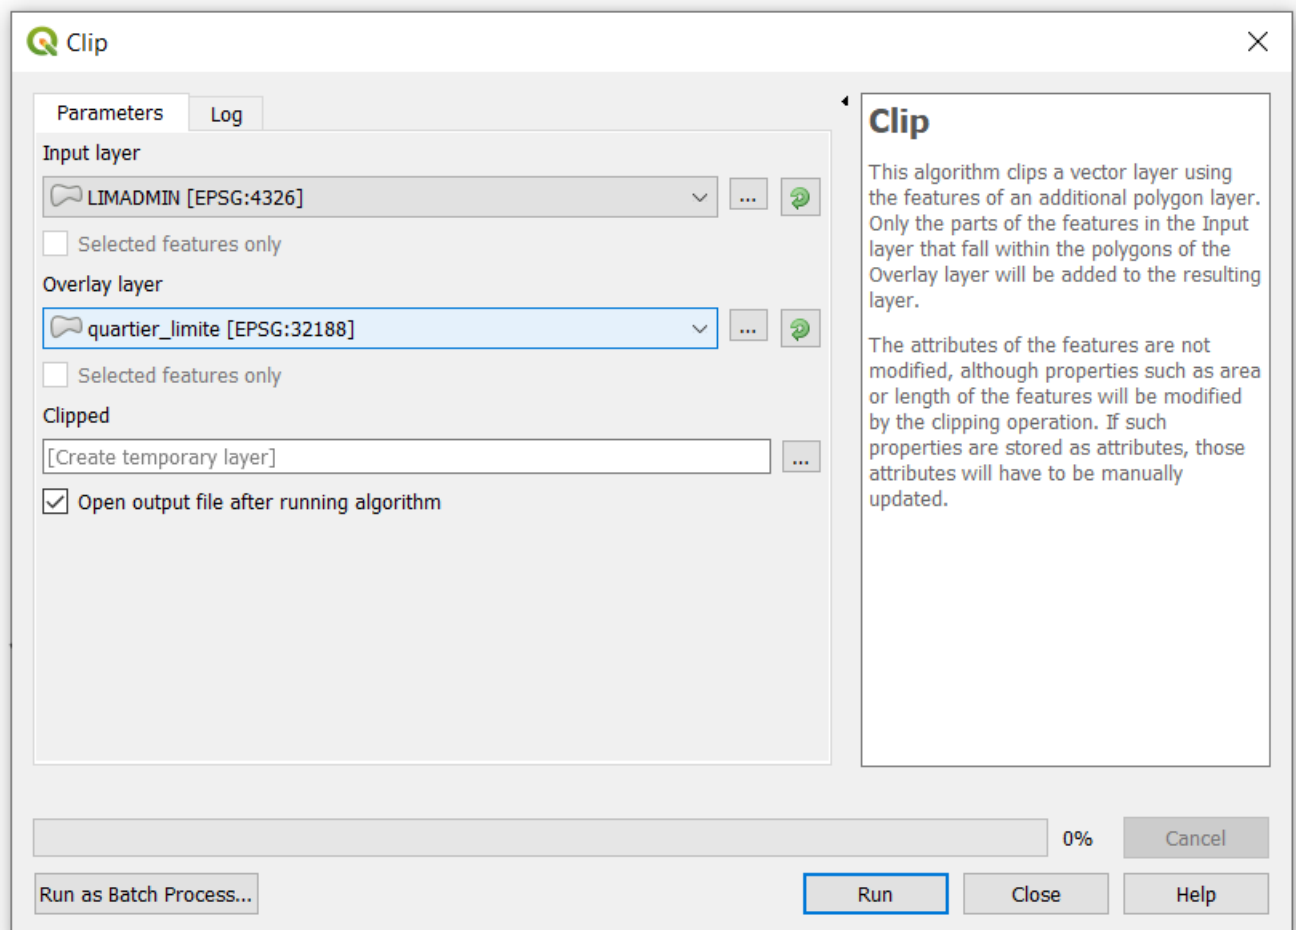 Clip
Parameters
Log
Input layer
LIMADMIN [EPSG:4326]
...
Selected features only
Overlay layer
quartier_limite [EPSG:32188]
...
Selected features only
Clipped
[Create temporary layer]
...
Open output file after running algorithm
Clip
This algorithm clips a vector layer using
the features of an additional polygon layer.
Only the parts of the features in the Input
layer that fall within the polygons of the
Overlay layer will be added to the resulting
layer.
The attributes of the features are not
modified, although properties such as area
or length of the features will be modified
by the clipping operation. If such
properties are stored as attributes, those
attributes will have to be manually
updated.
0%
Cancel
Run as Batch Process...
Run
Close
Help